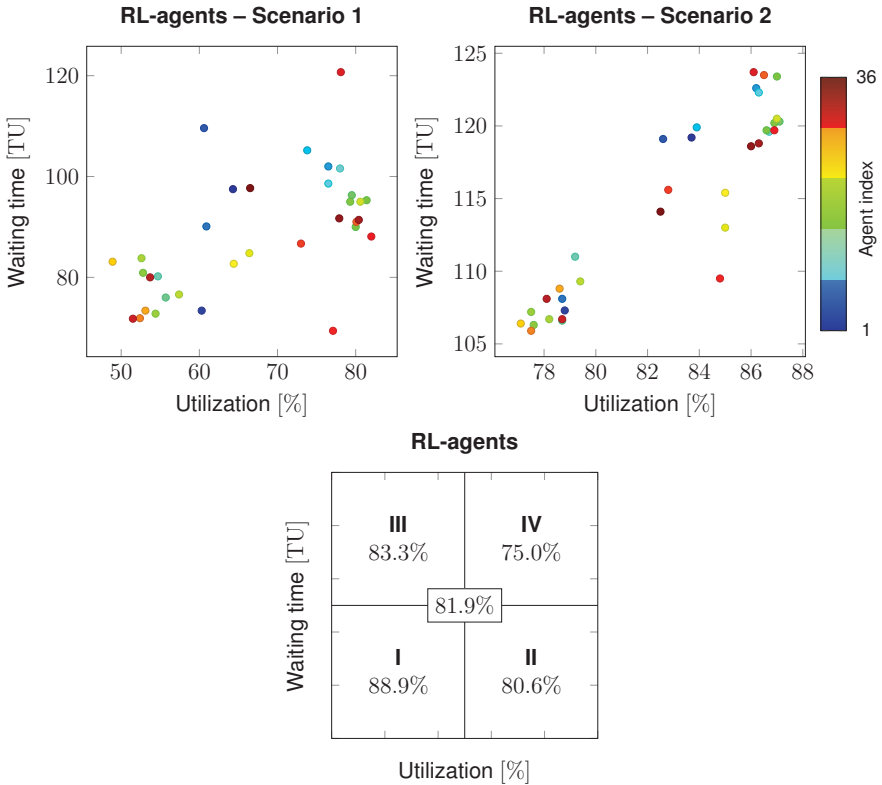 RL-agents – Scenario 1
120
100
80
50
60
70
80
Waiting time [TU]
Utilization [%]
RL-agents – Scenario 2
125
120
115
110
105
78
80
82
84
86
88
Waiting time [TU]
Utilization [%]
36
1
Agent index
RL-agents
III
83.3%
IV
75.0%
81.9%
I
88.9%
II
80.6%
Waiting time [TU]
Utilization [%]